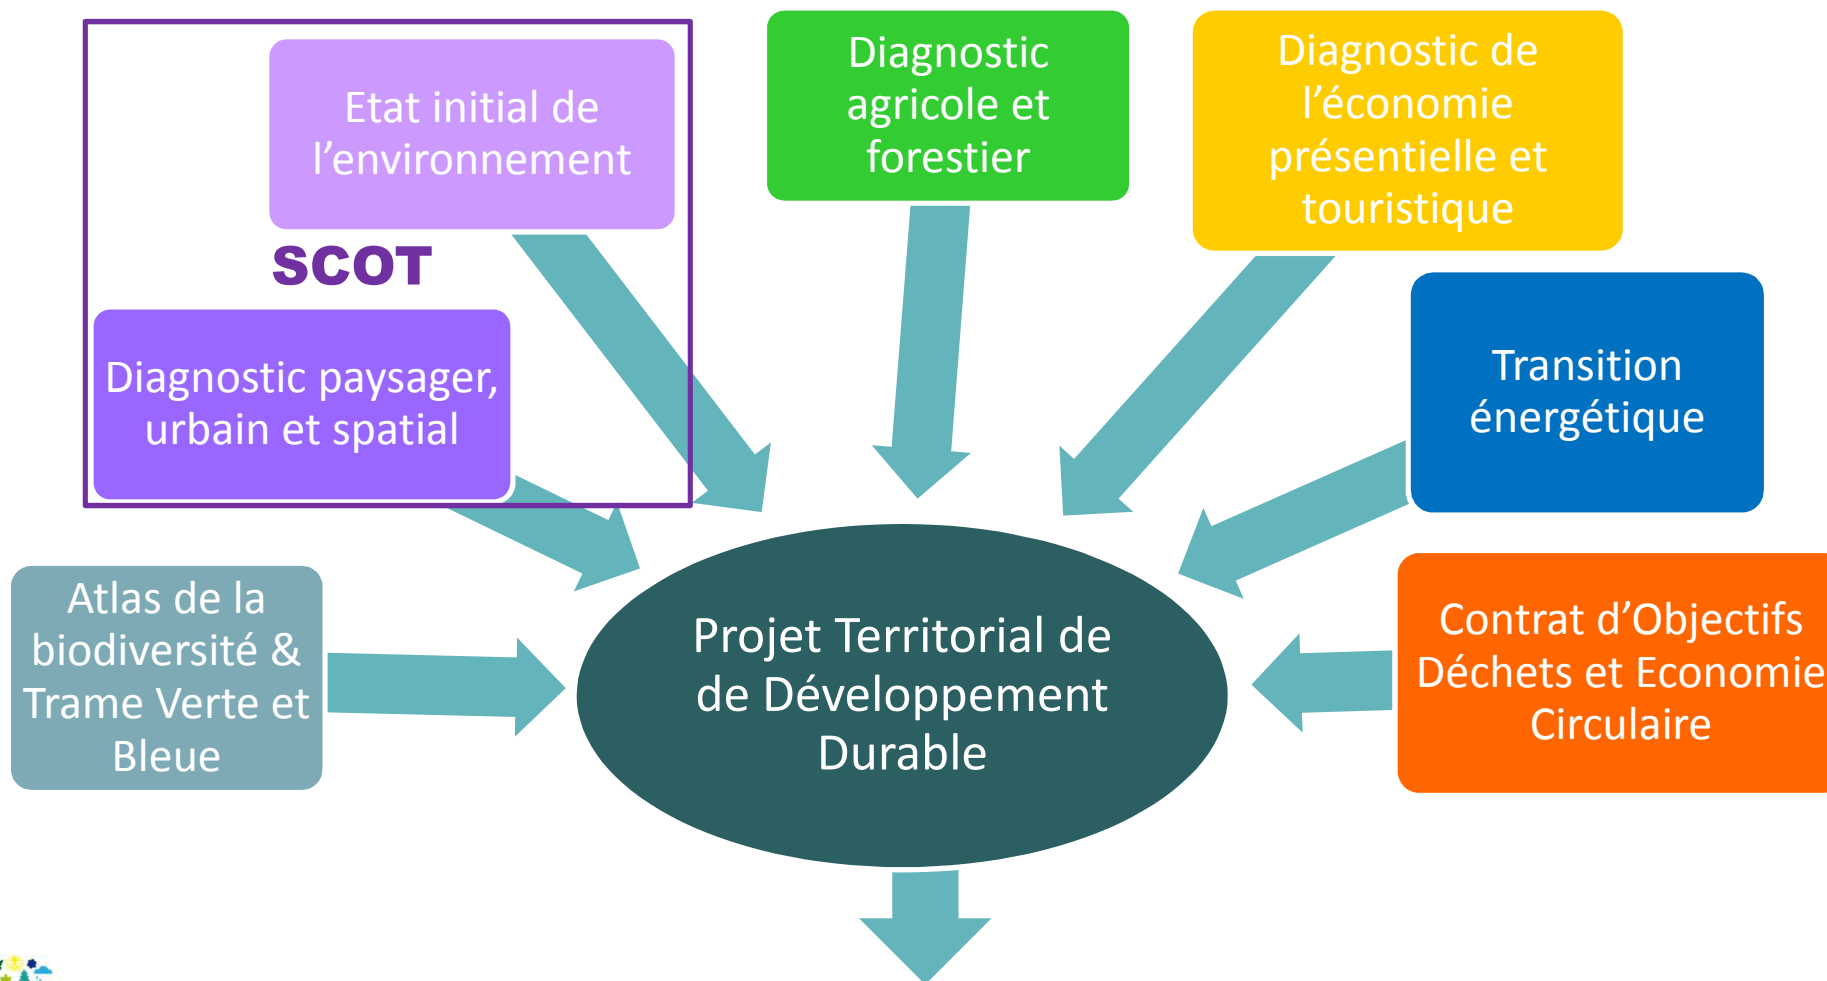 Etat initial de
l’environnement
SCOT
Diagnostic paysager,
urbain et spatial
Diagnostic
agricole et
forestier
Diagnostic de
l’économie
présentielle et
touristique
Transition
énergétique
Atlas de la
biodiversité &
Trame Verte et
Bleue
Projet Territorial de
de Développement
Durable
Contrat d’Objectifs
Déchets et Economie
Circulaire